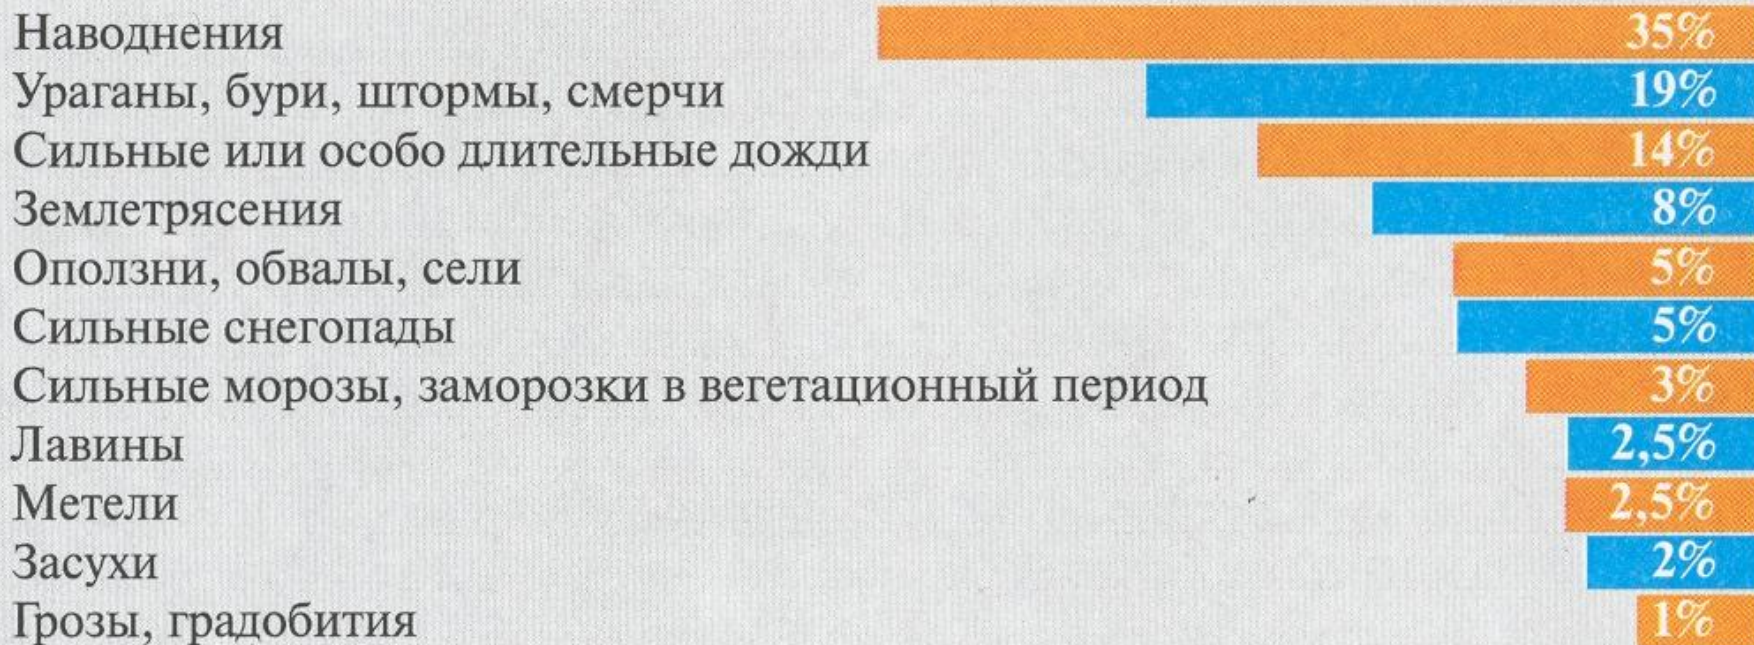 Наводнения 35%
Ураганы, бури, штормы, смерчи 19%
Сильные или особо длительные дожди 14%
Землетрясения 8%
Оползни, обвалы, сели 5%
Сильные снегопады 5%
Сильные морозы, заморозки в вегетационный период 3%
Лавины 2,5%
Метели 2,5%
Засухи 2%
Грозы, градобития 1%